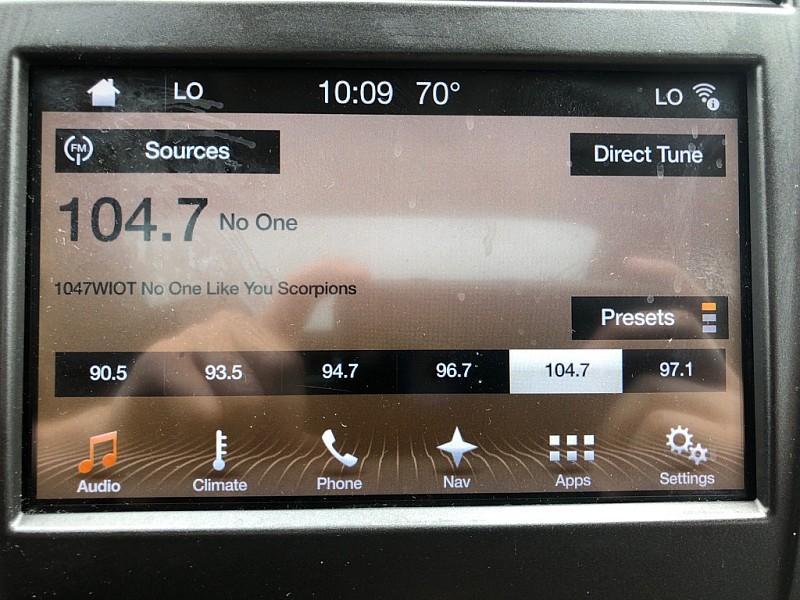 LO 10:09 70° LO
FM Sources Direct Tune
104.7 No One
1047WIOT No One Like You Scorpions
Presets
90.5 93.5 94.7 96.7 104.7 97.1
Audio Climate Phone Nav Apps Settings